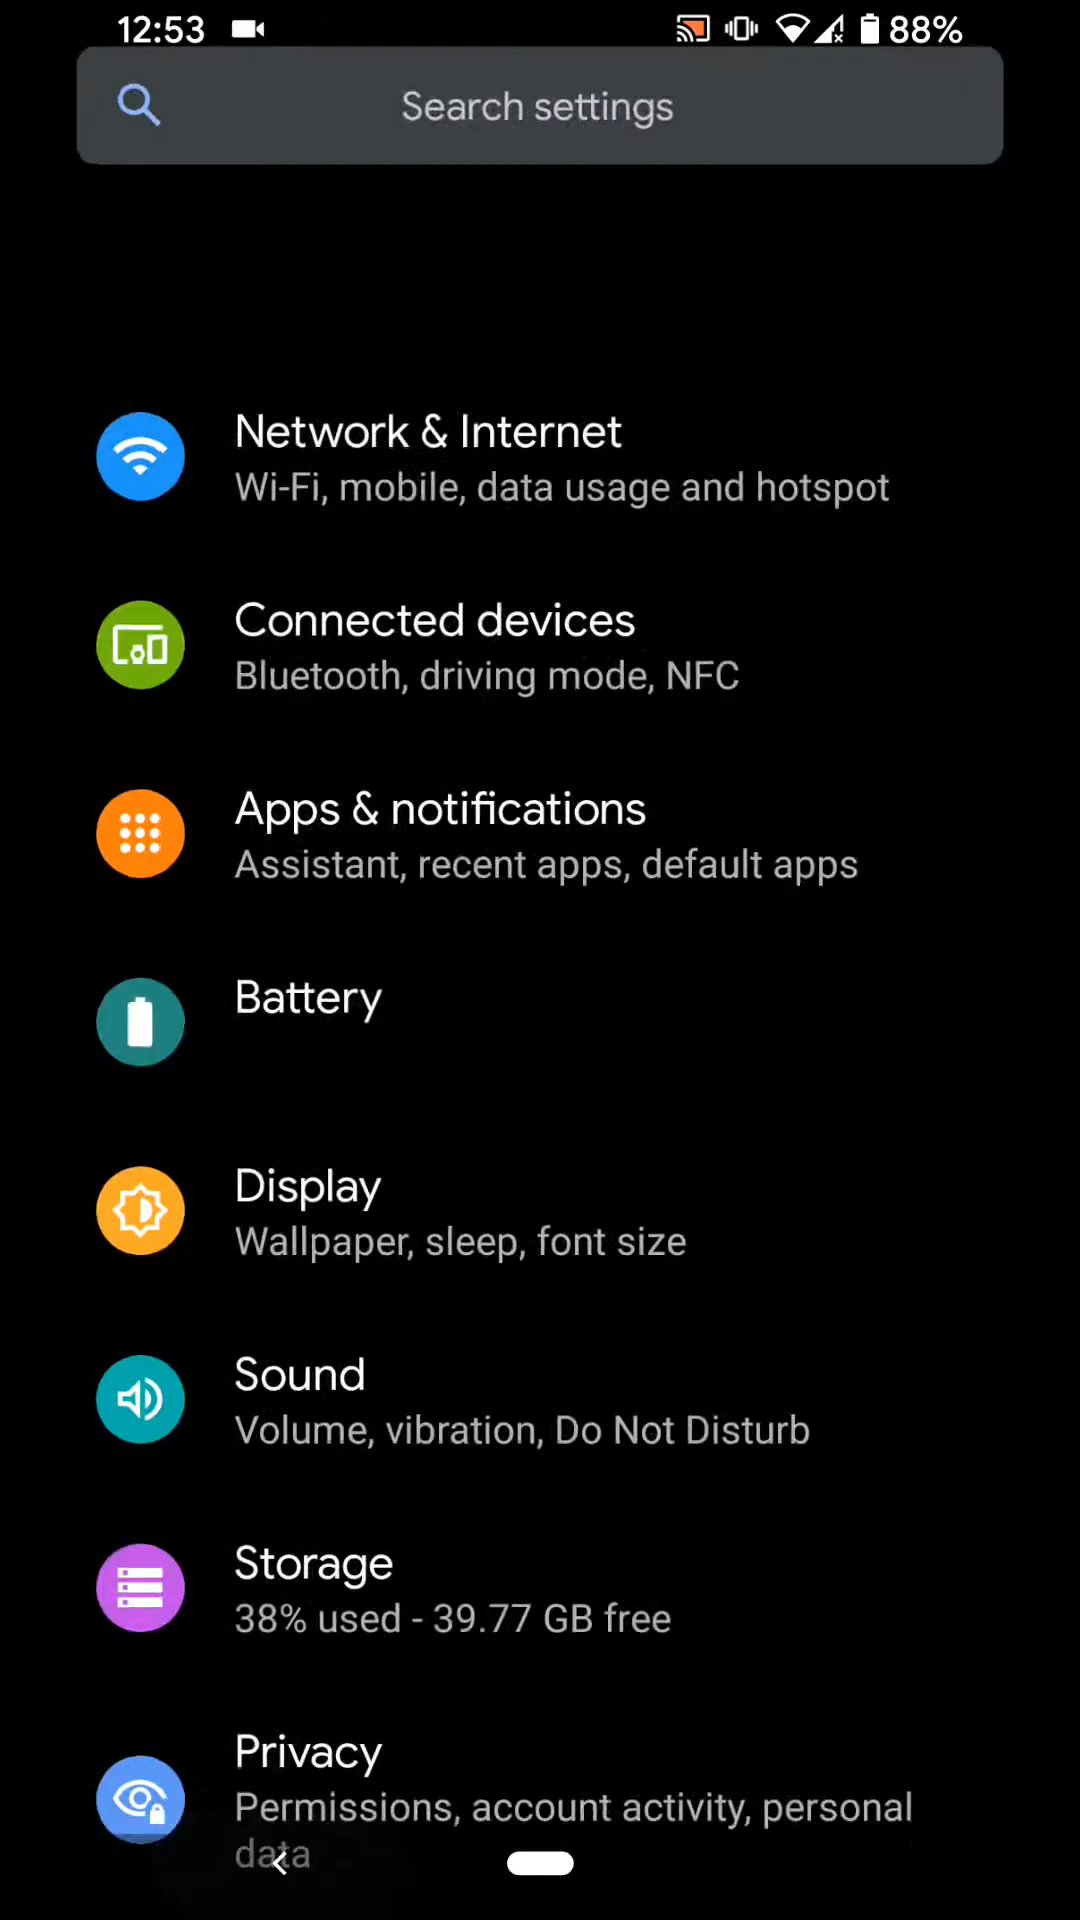 12:53 88%
Search settings
Network & Internet
Wi-Fi, mobile, data usage and hotspot
Connected devices
Bluetooth, driving mode, NFC
Apps & notifications
Assistant, recent apps, default apps
Battery
Display
Wallpaper, sleep, font size
Sound
Volume, vibration, Do Not Disturb
Storage
38% used - 39.77 GB free
Privacy
Permissions, account activity, personal
data